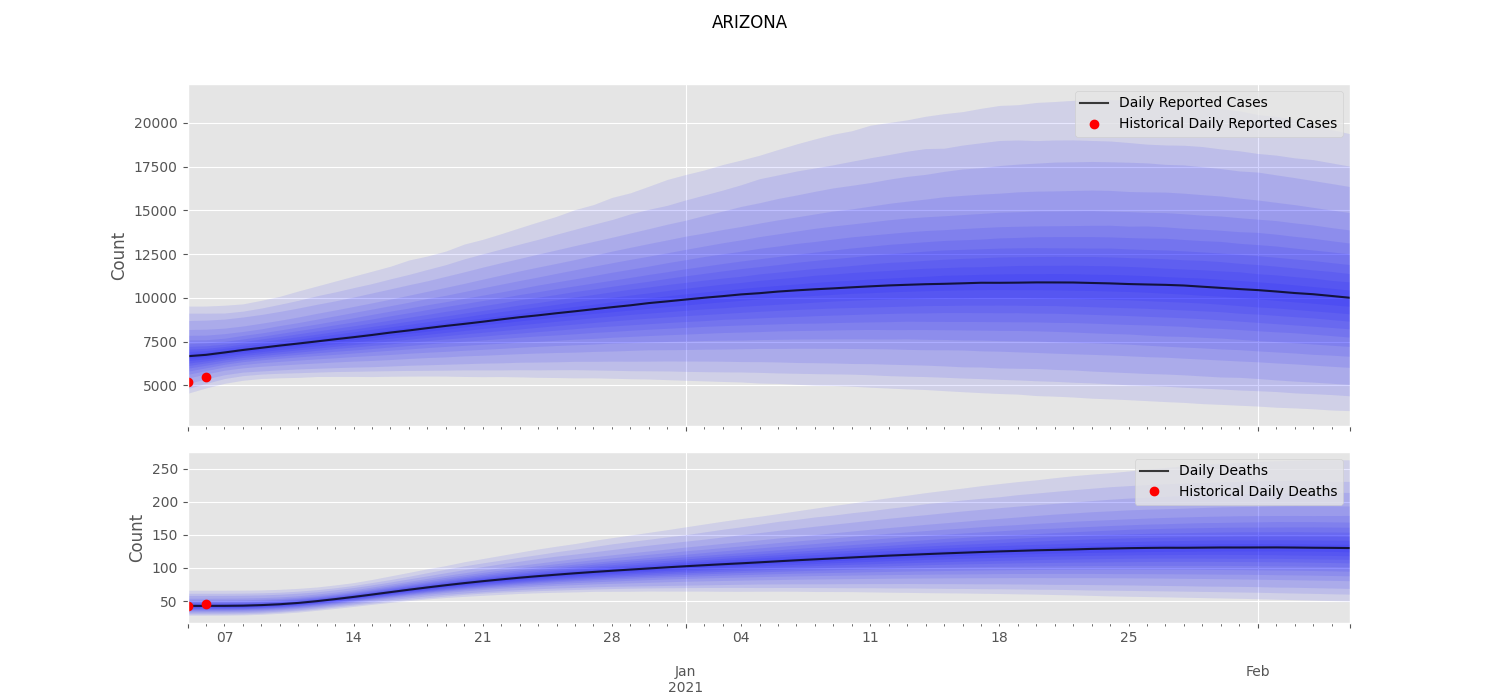 ARIZONA
Daily Reported Cases
Historical Daily Reported Cases
Count
20000
17500
15000
12500
10000
7500
5000
Daily Deaths
Historical Daily Deaths
Count
250
200
150
100
50
07 14 21 28 04 11 18 25
Jan Feb
2021